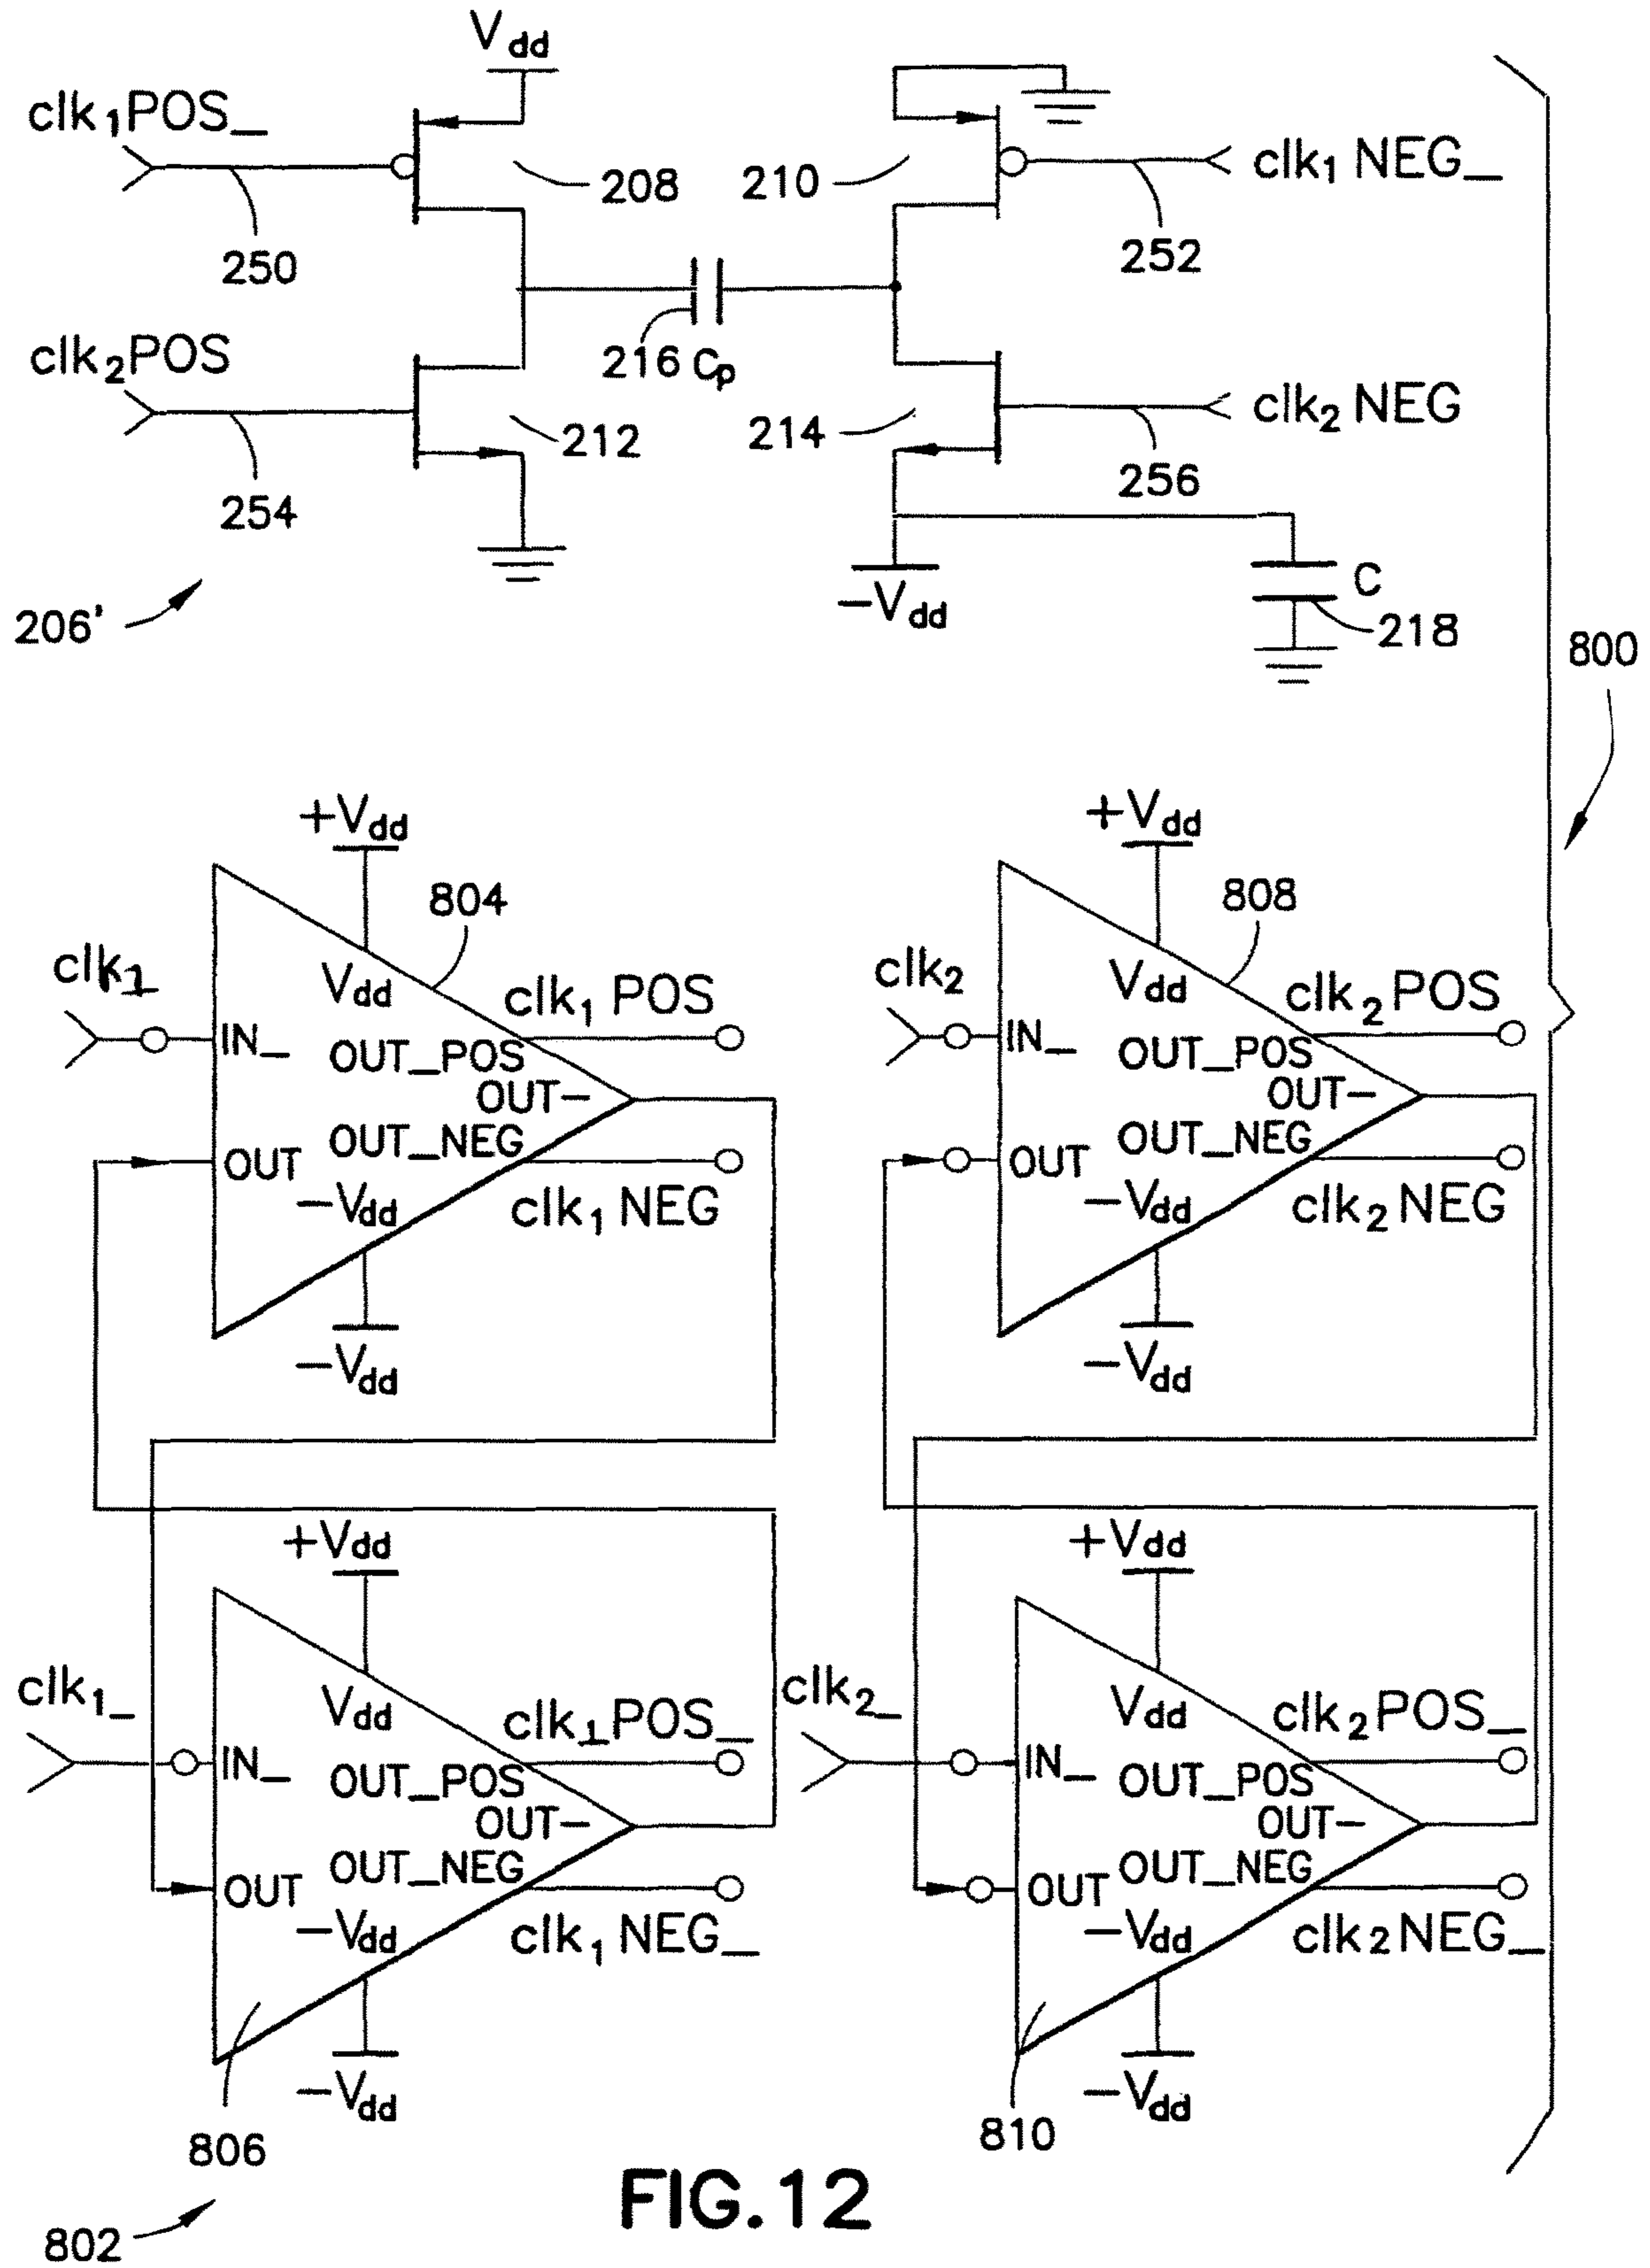 Vdd
clk1POS_
208
210
clk1 NEG_
250
252
clk2POS
216 Cp
clk2 NEG
212
214
254
256
-Vdd
C
218
206'
800
+Vdd
+Vdd
804
808
clk1
Vdd
clk1 POS
clk2
Vdd
clk2 POS
IN_
OUT_POS
IN_
OUT_POS
OUT-
OUT-
OUT
OUT_NEG
OUT
OUT_NEG
-Vdd
clk1 NEG
-Vdd
clk2 NEG
-Vdd
-Vdd
+Vdd
+Vdd
clk1_
Vdd
clk1POS_
clk2_
Vdd
clk2 POS_
IN_
OUT_POS
IN_
OUT_POS
OUT-
OUT-
OUT
OUT_NEG
OUT
OUT_NEG
-Vdd
clk1 NEG_
-Vdd
clk2 NEG_
-Vdd
-Vdd
806
810
FIG.12
802